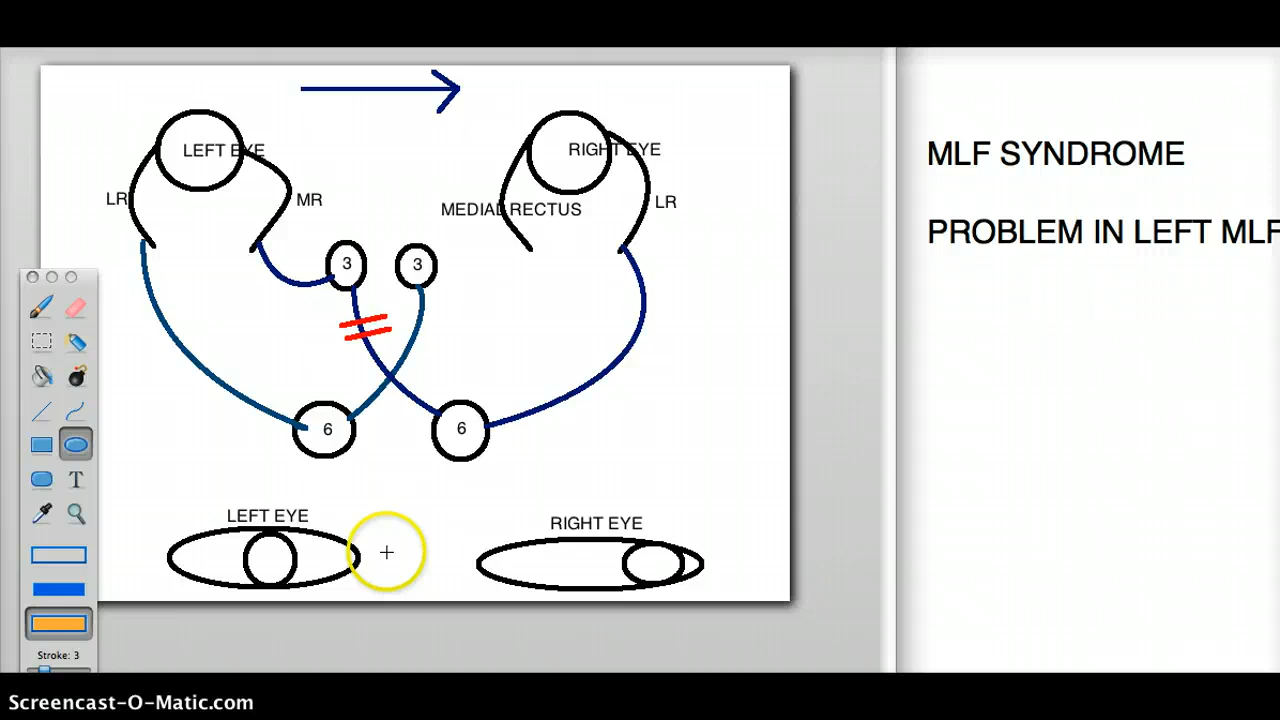 LEFT EYE
RIGHT EYE
LR
MR
MEDIAL RECTUS
LR
3
3
6
6
LEFT EYE
RIGHT EYE
MLF SYNDROME
PROBLEM IN LEFT MLF
T
Stroke: 3
Screencast-O-Matic.com